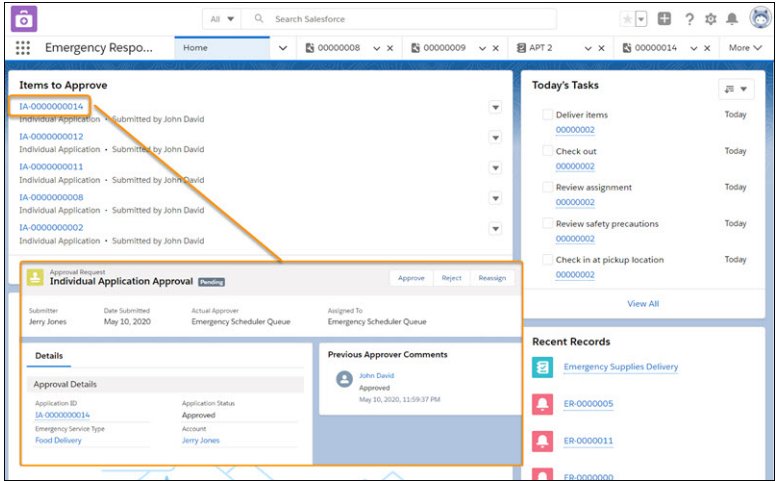 All
Search Salesforce
Emergency Respo...
Home
00000008
00000009
APT 2
00000014
More
Items to Approve
IA-0000000014
Individual Application • Submitted by John David
IA-0000000012
Individual Application • Submitted by John David
IA-0000000011
Individual Application • Submitted by John David
IA-0000000008
Individual Application • Submitted by John David
IA-0000000002
Individual Application • Submitted by John David
Approval Request
Individual Application Approval
Pending
Approve
Reject
Reassign
Submitter
Jerry Jones
Date Submitted
May 10, 2020
Actual Approver
Emergency Scheduler Queue
Assigned To
Emergency Scheduler Queue
Details
Approval Details
Application ID
IA-0000000014
Application Status
Approved
Emergency Service Type
Food Delivery
Account
Jerry Jones
Previous Approver Comments
John David
Approved
May 10, 2020, 11:59:37 PM
Today's Tasks
Deliver items
Today
00000002
Check out
Today
00000002
Review assignment
Today
00000002
Review safety precautions
Today
00000002
Check in at pickup location
Today
00000002
View All
Recent Records
Emergency Supplies Delivery
ER-0000005
ER-0000011
ER-0000000